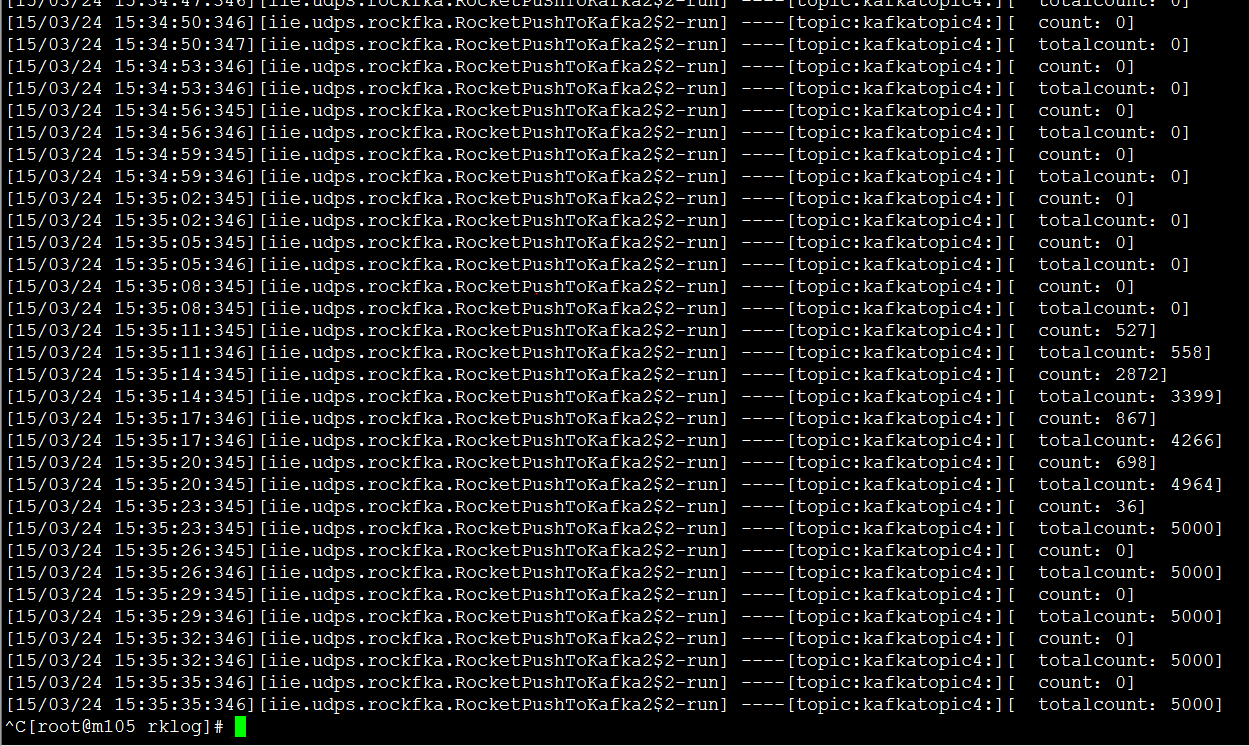 [15/03/24 15:34:47:346][iie.udps.rockfka.RocketPushToKafka2$2-run] ----[topic:kafkatopic4:][  totalcount：0]
[15/03/24 15:34:50:346][iie.udps.rockfka.RocketPushToKafka2$2-run] ----[topic:kafkatopic4:][  count：0]
[15/03/24 15:34:50:347][iie.udps.rockfka.RocketPushToKafka2$2-run] ----[topic:kafkatopic4:][  totalcount：0]
[15/03/24 15:34:53:346][iie.udps.rockfka.RocketPushToKafka2$2-run] ----[topic:kafkatopic4:][  count：0]
[15/03/24 15:34:53:346][iie.udps.rockfka.RocketPushToKafka2$2-run] ----[topic:kafkatopic4:][  totalcount：0]
[15/03/24 15:34:56:345][iie.udps.rockfka.RocketPushToKafka2$2-run] ----[topic:kafkatopic4:][  count：0]
[15/03/24 15:34:56:346][iie.udps.rockfka.RocketPushToKafka2$2-run] ----[topic:kafkatopic4:][  totalcount：0]
[15/03/24 15:34:59:345][iie.udps.rockfka.RocketPushToKafka2$2-run] ----[topic:kafkatopic4:][  count：0]
[15/03/24 15:34:59:346][iie.udps.rockfka.RocketPushToKafka2$2-run] ----[topic:kafkatopic4:][  totalcount：0]
[15/03/24 15:35:02:345][iie.udps.rockfka.RocketPushToKafka2$2-run] ----[topic:kafkatopic4:][  count：0]
[15/03/24 15:35:02:346][iie.udps.rockfka.RocketPushToKafka2$2-run] ----[topic:kafkatopic4:][  totalcount：0]
[15/03/24 15:35:05:345][iie.udps.rockfka.RocketPushToKafka2$2-run] ----[topic:kafkatopic4:][  count：0]
[15/03/24 15:35:05:346][iie.udps.rockfka.RocketPushToKafka2$2-run] ----[topic:kafkatopic4:][  totalcount：0]
[15/03/24 15:35:08:345][iie.udps.rockfka.RocketPushToKafka2$2-run] ----[topic:kafkatopic4:][  count：0]
[15/03/24 15:35:08:345][iie.udps.rockfka.RocketPushToKafka2$2-run] ----[topic:kafkatopic4:][  totalcount：0]
[15/03/24 15:35:11:345][iie.udps.rockfka.RocketPushToKafka2$2-run] ----[topic:kafkatopic4:][  count：527]
[15/03/24 15:35:11:346][iie.udps.rockfka.RocketPushToKafka2$2-run] ----[topic:kafkatopic4:][  totalcount：558]
[15/03/24 15:35:14:345][iie.udps.rockfka.RocketPushToKafka2$2-run] ----[topic:kafkatopic4:][  count：2872]
[15/03/24 15:35:14:345][iie.udps.rockfka.RocketPushToKafka2$2-run] ----[topic:kafkatopic4:][  totalcount：3399]
[15/03/24 15:35:17:346][iie.udps.rockfka.RocketPushToKafka2$2-run] ----[topic:kafkatopic4:][  count：867]
[15/03/24 15:35:17:346][iie.udps.rockfka.RocketPushToKafka2$2-run] ----[topic:kafkatopic4:][  totalcount：4266]
[15/03/24 15:35:20:345][iie.udps.rockfka.RocketPushToKafka2$2-run] ----[topic:kafkatopic4:][  count：698]
[15/03/24 15:35:20:345][iie.udps.rockfka.RocketPushToKafka2$2-run] ----[topic:kafkatopic4:][  totalcount：4964]
[15/03/24 15:35:23:345][iie.udps.rockfka.RocketPushToKafka2$2-run] ----[topic:kafkatopic4:][  count：36]
[15/03/24 15:35:23:345][iie.udps.rockfka.RocketPushToKafka2$2-run] ----[topic:kafkatopic4:][  totalcount：5000]
[15/03/24 15:35:26:345][iie.udps.rockfka.RocketPushToKafka2$2-run] ----[topic:kafkatopic4:][  count：0]
[15/03/24 15:35:26:346][iie.udps.rockfka.RocketPushToKafka2$2-run] ----[topic:kafkatopic4:][  totalcount：5000]
[15/03/24 15:35:29:345][iie.udps.rockfka.RocketPushToKafka2$2-run] ----[topic:kafkatopic4:][  count：0]
[15/03/24 15:35:29:346][iie.udps.rockfka.RocketPushToKafka2$2-run] ----[topic:kafkatopic4:][  totalcount：5000]
[15/03/24 15:35:32:346][iie.udps.rockfka.RocketPushToKafka2$2-run] ----[topic:kafkatopic4:][  count：0]
[15/03/24 15:35:32:346][iie.udps.rockfka.RocketPushToKafka2$2-run] ----[topic:kafkatopic4:][  totalcount：5000]
[15/03/24 15:35:35:346][iie.udps.rockfka.RocketPushToKafka2$2-run] ----[topic:kafkatopic4:][  count：0]
[15/03/24 15:35:35:346][iie.udps.rockfka.RocketPushToKafka2$2-run] ----[topic:kafkatopic4:][  totalcount：5000]
^C[root@m105 rklog]#